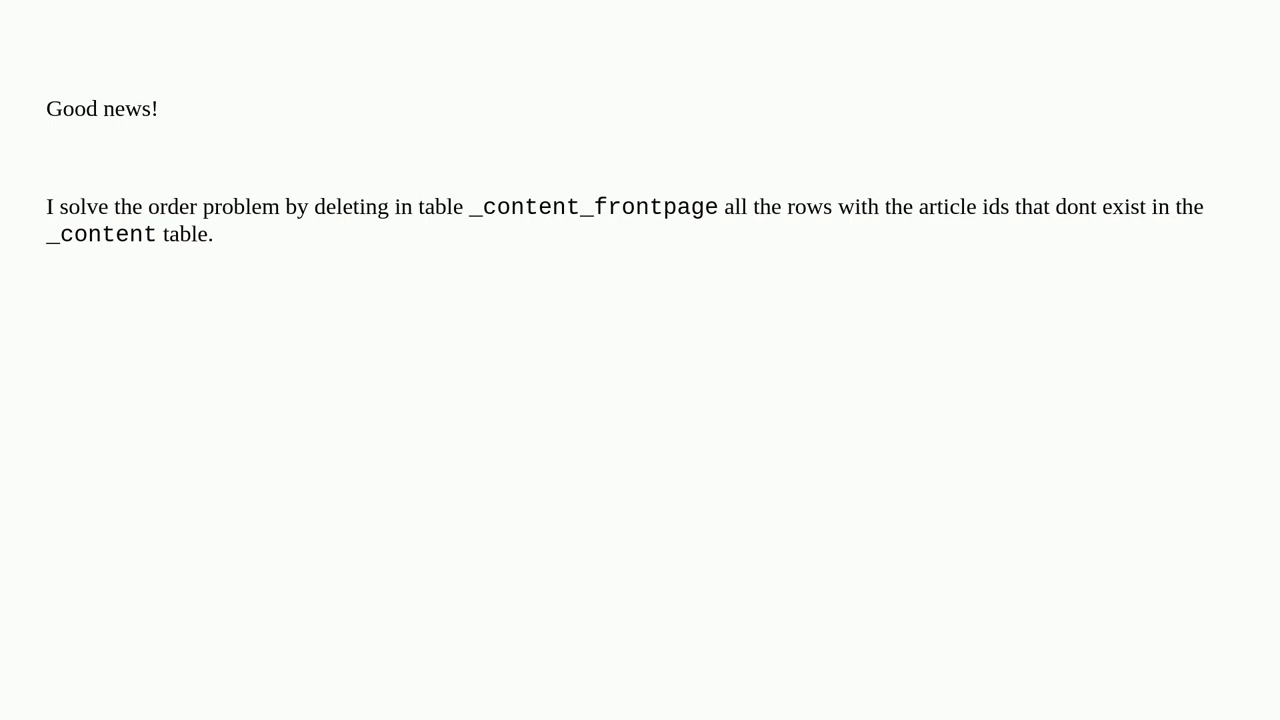 Good news!
I solve the order problem by deleting in table _content_frontpage all the rows with the article ids that dont exist in the
_content table.